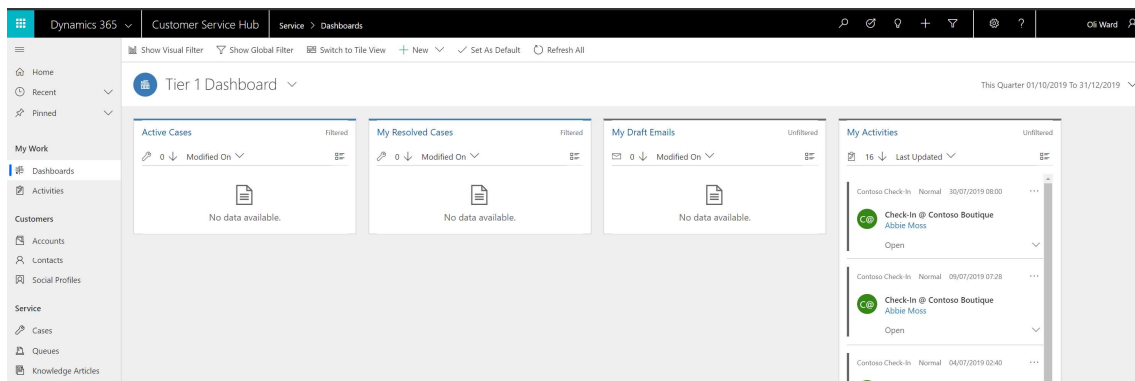 Dynamics 365
Customer Service Hub
Service > Dashboards
?
Oli Ward
Show Visual Filter
Show Global Filter
Switch to Tile View
New
Set As Default
Refresh All
Home
Recent
Pinned
My Work
Dashboards
Activities
Customers
Accounts
Contacts
Social Profiles
Service
Cases
Queues
Knowledge Articles
Tier 1 Dashboard
This Quarter 01/10/2019 To 31/12/2019
Active Cases
Filtered
0 Modified On
No data available.
My Resolved Cases
Filtered
0 Modified On
No data available.
My Draft Emails
Unfiltered
0 Modified On
No data available.
My Activities
Unfiltered
16 Last Updated
Contoso Check-In Normal 30/07/2019 08:00
C@
Check-In @ Contoso Boutique
Abbie Moss
Open
Contoso Check-In Normal 09/07/2019 07:28
C@
Check-In @ Contoso Boutique
Abbie Moss
Open
Contoso Check-In Normal 04/07/2019 02:40